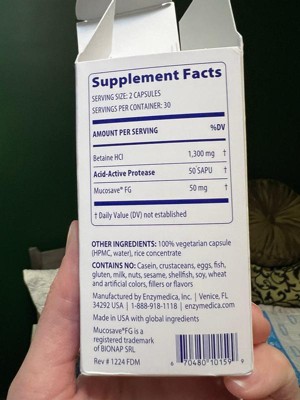 Supplement Facts
SERVING SIZE: 2 CAPSULES
SERVINGS PER CONTAINER: 30
AMOUNT PER SERVING %DV
Betaine HCl 1,300 mg †
Acid-Active Protease 50 SAPU †
Mucosave® FG 50 mg †
† Daily Value (DV) not established
OTHER INGREDIENTS: 100% vegetarian capsule
(HPMC, water), rice concentrate
CONTAINS NO: Casein, crustaceans, eggs, fish,
gluten, milk, nuts, sesame, shellfish, soy, wheat
and artificial colors, fillers or flavors
Manufactured by Enzymedica, Inc. | Venice, FL
34292 USA | 1-888-918-1118 | enzymedica.com
Made in USA with global ingredients
Mucosave®FG is a
registered trademark
of BIONAP SRL
Rev # 1224 FDM
6 70480 10159 9